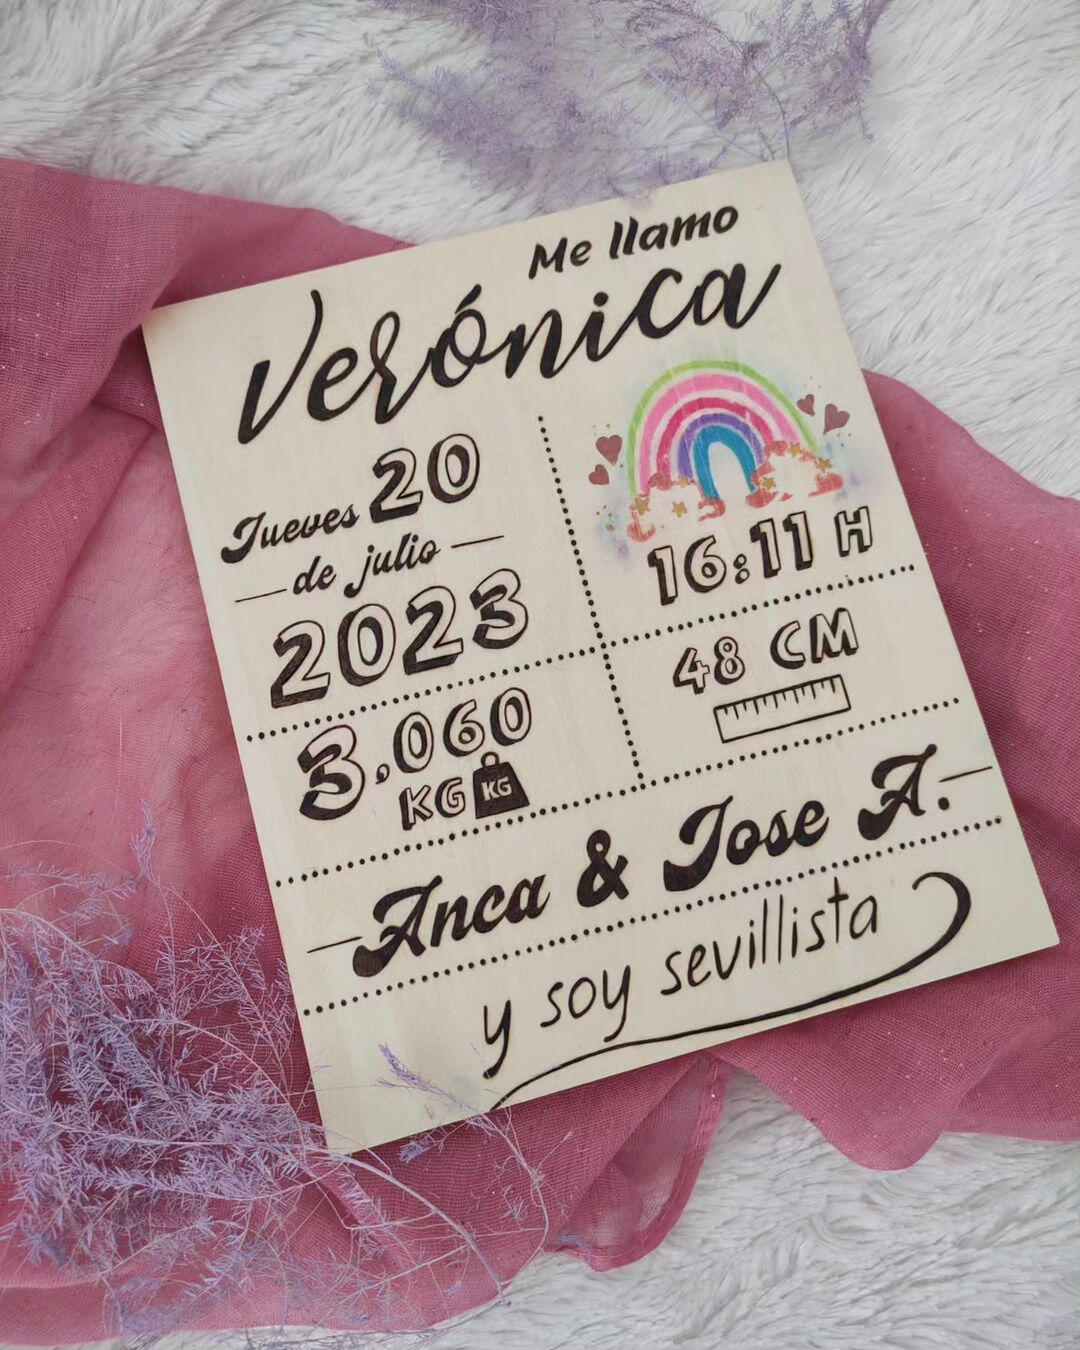 Me llamo
Verónica
Jueves 20
de julio
2023
16:11 H
3,060
KG KG
48 CM
Anca & Jose A.
y soy sevillista